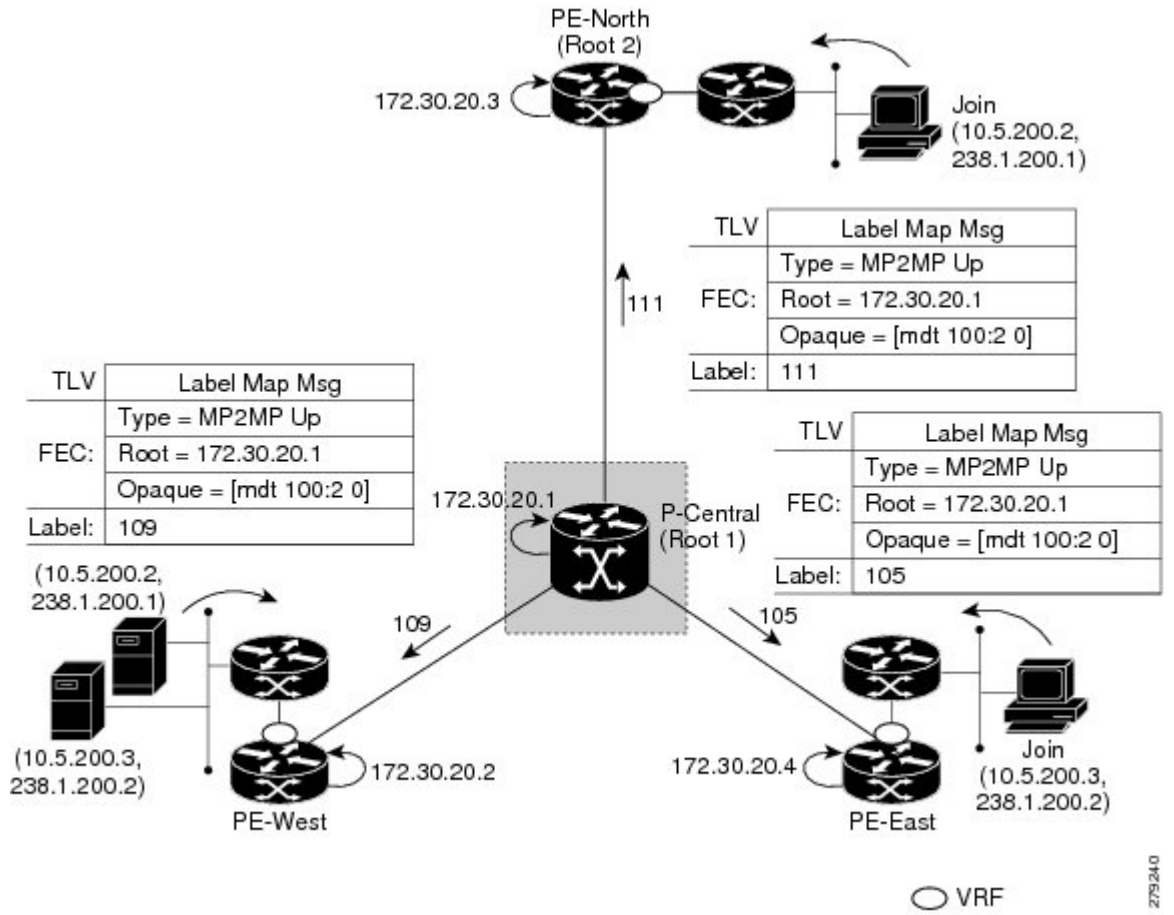 PE-North
(Root 2)
172.30.20.3
Join
(10.5.200.2,
238.1.200.1)
TLV Label Map Msg
Type = MP2MP Up
FEC: Root = 172.30.20.1
Opaque = [mdt 100:2 0]
Label: 111
111
TLV Label Map Msg
Type = MP2MP Up
FEC: Root = 172.30.20.1
Opaque = [mdt 100:2 0]
Label: 109
TLV Label Map Msg
Type = MP2MP Up
FEC: Root = 172.30.20.1
Opaque = [mdt 100:2 0]
Label: 105
172.30.20.1
P-Central
(Root 1)
(10.5.200.2,
238.1.200.1)
109
105
(10.5.200.3,
238.1.200.2)
172.30.20.2
PE-West
172.30.20.4
PE-East
Join
(10.5.200.3,
238.1.200.2)
VRF
279240